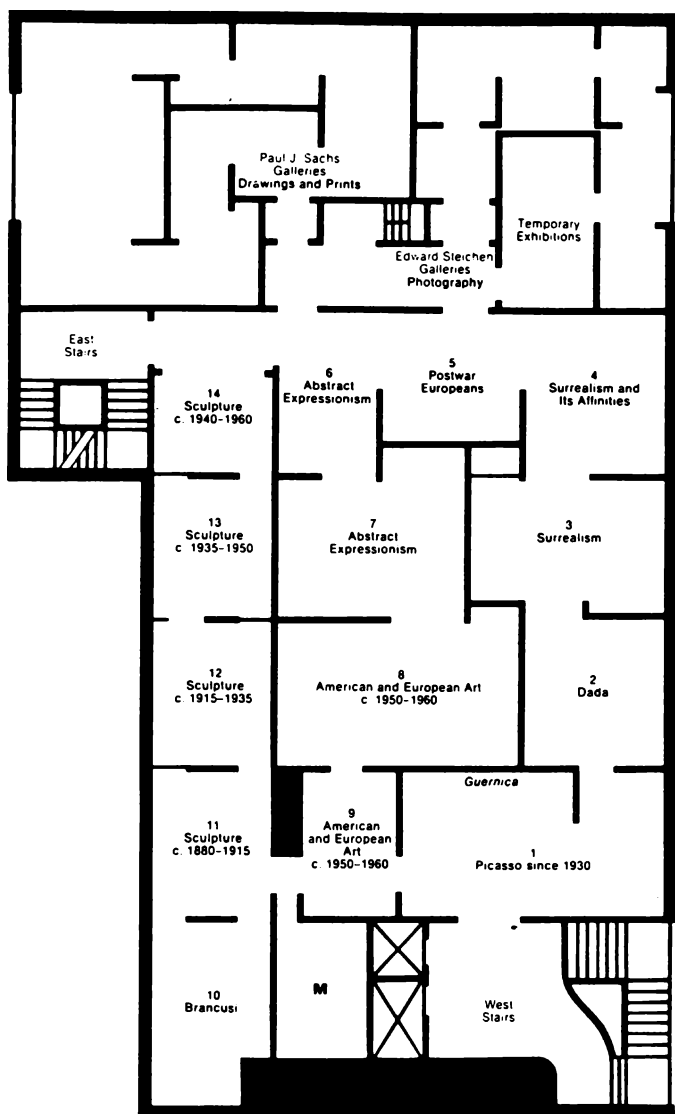 Paul J. Sachs
Galleries
Drawings and Prints
Temporary
Exhibitions
Edward Steichen
Galleries
Photography
East
Stairs
6
Abstract
Expressionism
5
Postwar
Europeans
4
Surrealism and
Its Affinities
14
Sculpture
c. 1940–1960
13
Sculpture
c 1935–1950
7
Abstract
Expressionism
3
Surrealism
12
Sculpture
c. 1915–1935
8
American and European Art
c 1950–1960
2
Dada
Guernica
11
Sculpture
c. 1880–1915
9
American
and European
Art
c. 1950–1960
1
Picasso since 1930
10
Brancusi
M
West
Stairs